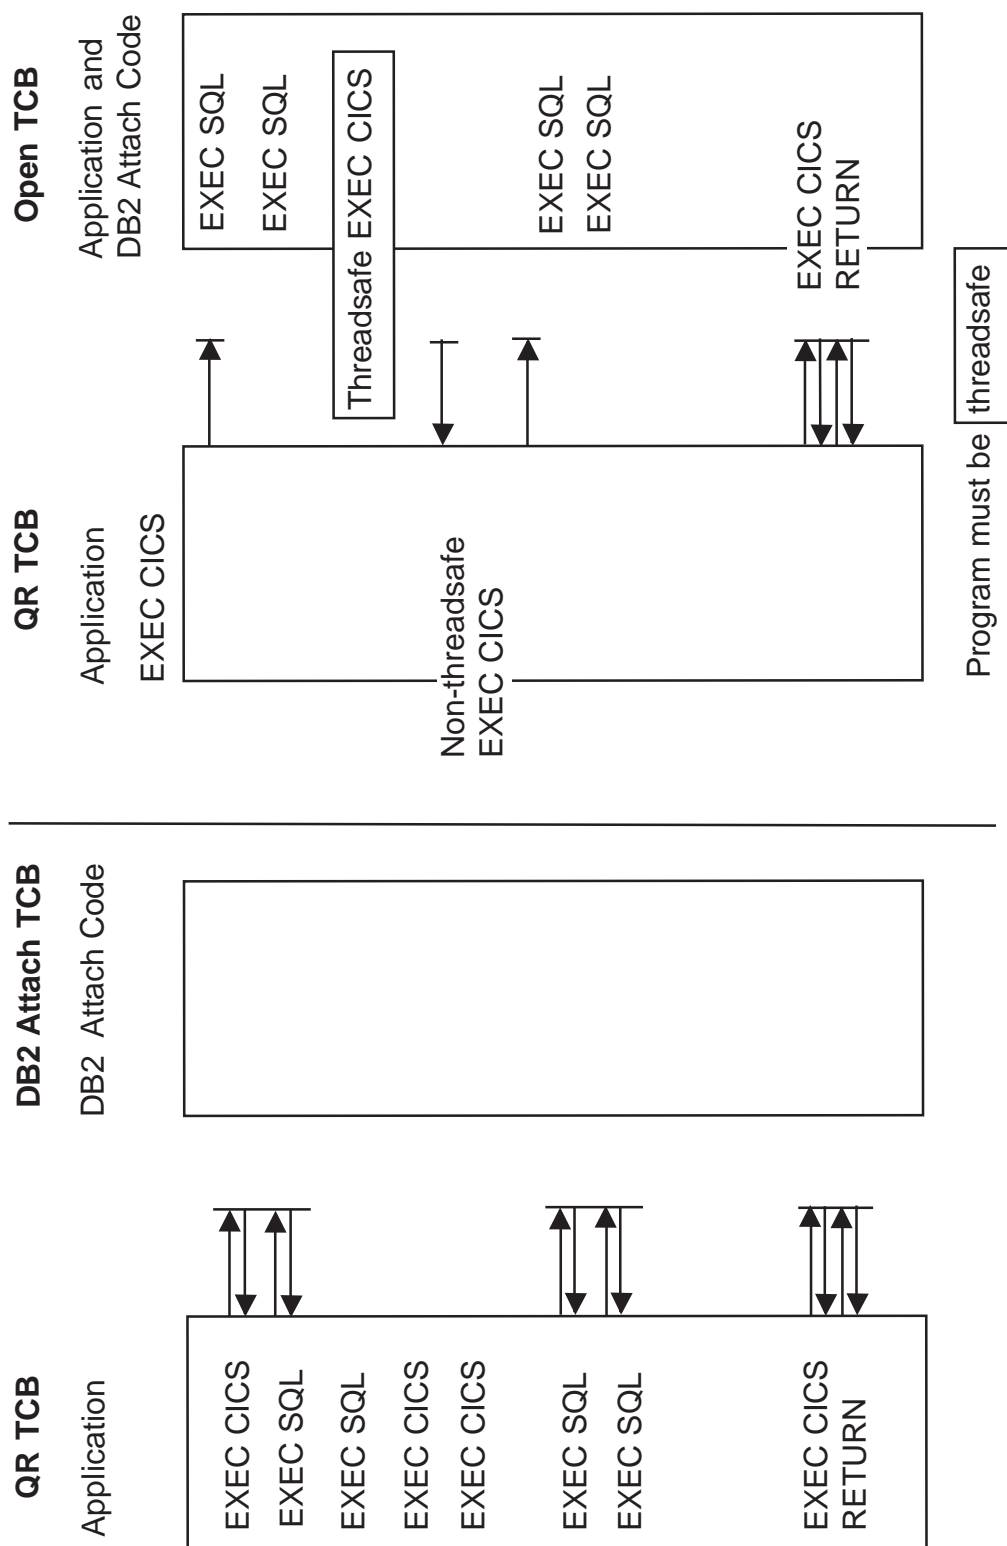 QR TCB
Application
EXEC CICS
EXEC SQL
EXEC SQL
EXEC CICS
EXEC CICS
EXEC SQL
EXEC SQL
EXEC CICS
RETURN
DB2 Attach TCB
DB2 Attach Code
QR TCB
Application
EXEC CICS
Non-threadsafe
EXEC CICS
Open TCB
Application and
DB2 Attach Code
EXEC SQL
EXEC SQL
Threadsafe EXEC CICS
EXEC SQL
EXEC SQL
EXEC CICS
RETURN
Program must be threadsafe